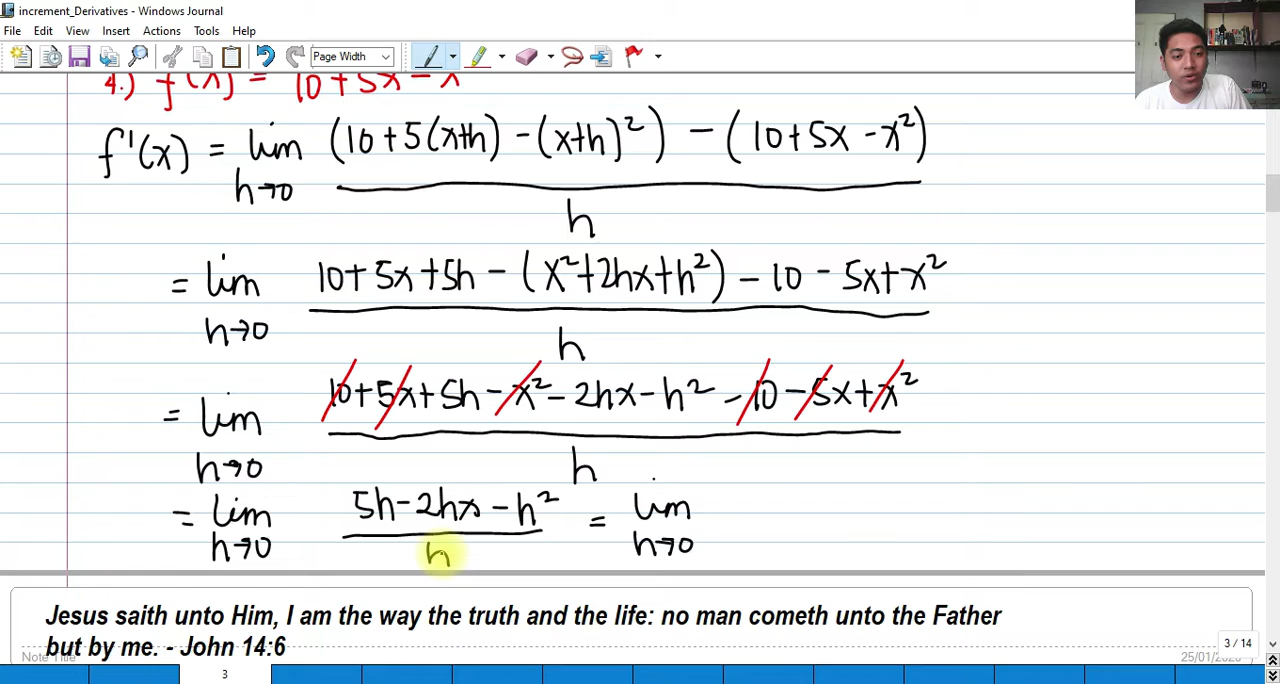 increment_Derivatives - Windows Journal
File Edit View Insert Actions Tools Help
Page Width
4.) f(x) = 10 + 5x - x
f'(x) = lim h→0 (10 + 5(x+h) - (x+h)²) - (10 + 5x - x²) / h
= lim h→0 10 + 5x + 5h - (x² + 2hx + h²) - 10 - 5x + x² / h
= lim h→0 10 + 5x + 5h - x² - 2hx - h² - 10 - 5x + x² / h
= lim h→0 5h - 2hx - h² / h = lim h→0
Jesus saith unto Him, I am the way the truth and the life: no man cometh unto the Father
but by me. - John 14:6
3 / 14
Note Title
3